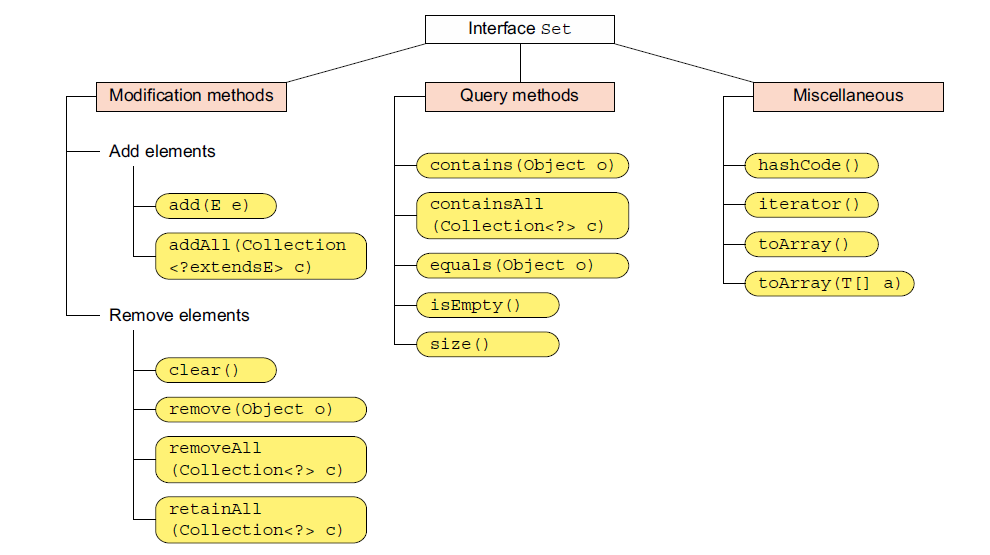 Interface Set
Modification methods
Add elements
add(E e)
addAll(Collection
<?extendsE> c)
Remove elements
clear()
remove(Object o)
removeAll
(Collection<?> c)
retainAll
(Collection<?> c)
Query methods
contains(Object o)
containsAll
(Collection<?> c)
equals(Object o)
isEmpty()
size()
Miscellaneous
hashCode()
iterator()
toArray()
toArray(T[] a)